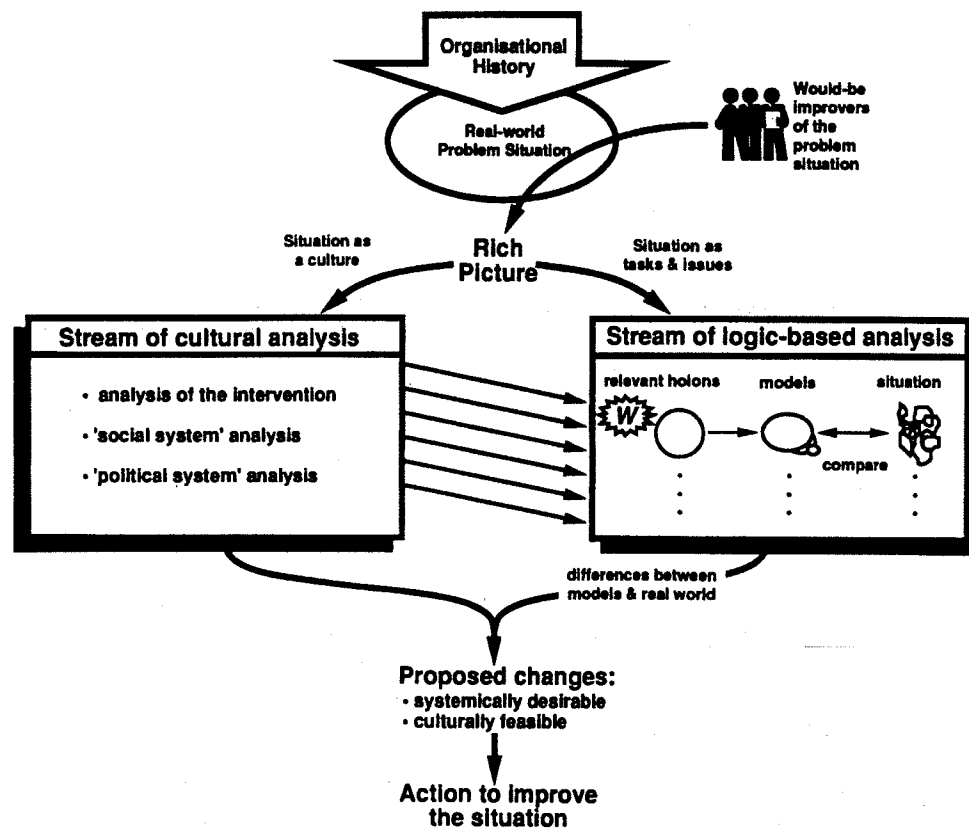 Organisational
History
Real-world
Problem Situation
Would-be
improvers
of the
problem
situation
Situation as
a culture
Rich
Picture
Situation as
tasks & issues
Stream of cultural analysis
• analysis of the intervention
• 'social system' analysis
• 'political system' analysis
Stream of logic-based analysis
relevant holons
models
situation
W
compare
differences between
models & real world
Proposed changes:
• systemically desirable
• culturally feasible
Action to improve
the situation